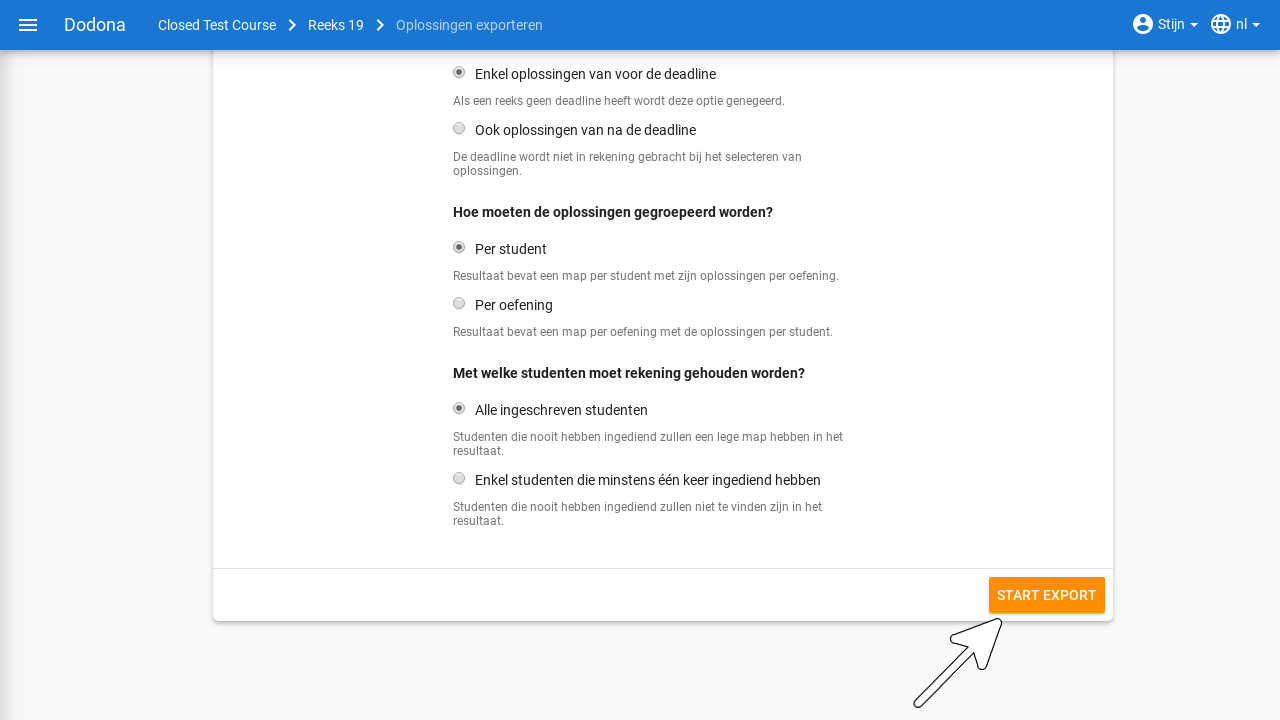 Dodona Closed Test Course Reeks 19 Oplossingen exporteren Stijn nl
Enkel oplossingen van voor de deadline
Als een reeks geen deadline heeft wordt deze optie genegeerd.
Ook oplossingen van na de deadline
De deadline wordt niet in rekening gebracht bij het selecteren van
oplossingen.
Hoe moeten de oplossingen gegroepeerd worden?
Per student
Resultaat bevat een map per student met zijn oplossingen per oefening.
Per oefening
Resultaat bevat een map per oefening met de oplossingen per student.
Met welke studenten moet rekening gehouden worden?
Alle ingeschreven studenten
Studenten die nooit hebben ingediend zullen een lege map hebben in het
resultaat.
Enkel studenten die minstens één keer ingediend hebben
Studenten die nooit hebben ingediend zullen niet te vinden zijn in het
resultaat.
START EXPORT